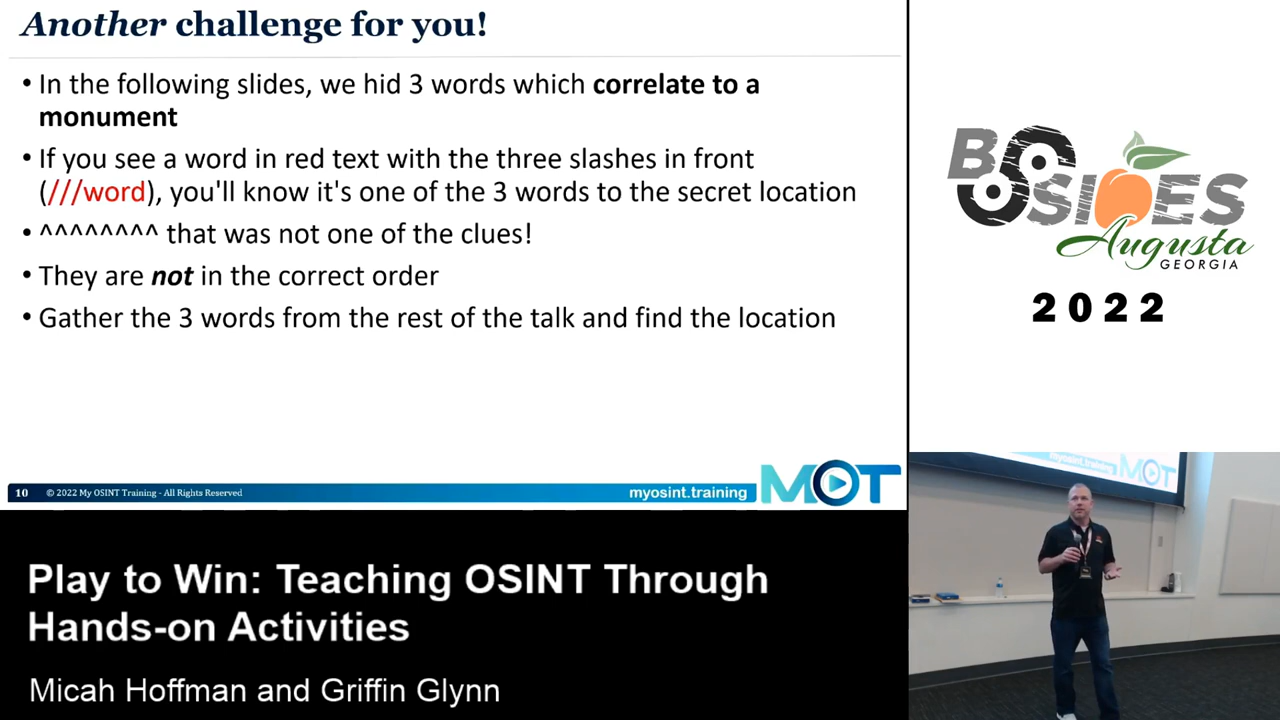 Another challenge for you!
• In the following slides, we hid 3 words which correlate to a
monument
• If you see a word in red text with the three slashes in front
(///word), you'll know it's one of the 3 words to the secret location
• ^^^^^^^^ that was not one of the clues!
• They are not in the correct order
• Gather the 3 words from the rest of the talk and find the location
10 © 2022 My OSINT Training - All Rights Reserved
myosint.training
MOT
BSIDES
Augusta
GEORGIA
2022
myosint.training
MOT
Play to Win: Teaching OSINT Through
Hands-on Activities
Micah Hoffman and Griffin Glynn